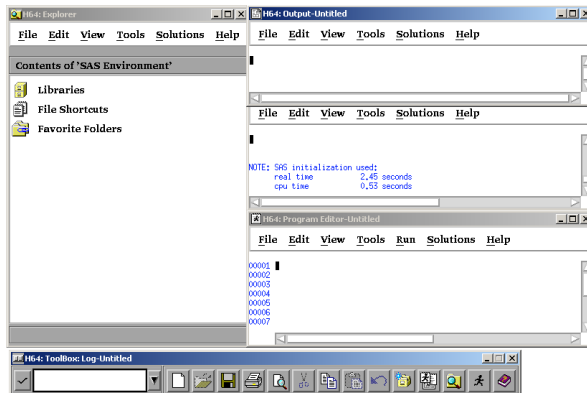 H64: Explorer
File Edit View Tools Solutions Help
Contents of 'SAS Environment'
Libraries
File Shortcuts
Favorite Folders
H64: Output-Untitled
File Edit View Tools Solutions Help
File Edit View Tools Solutions Help
NOTE: SAS initialization used:
real time 2.45 seconds
cpu time 0.53 seconds
H64: Program Editor-Untitled
File Edit View Tools Run Solutions Help
00001
00002
00003
00004
00005
00006
00007
H64: ToolBox: Log-Untitled